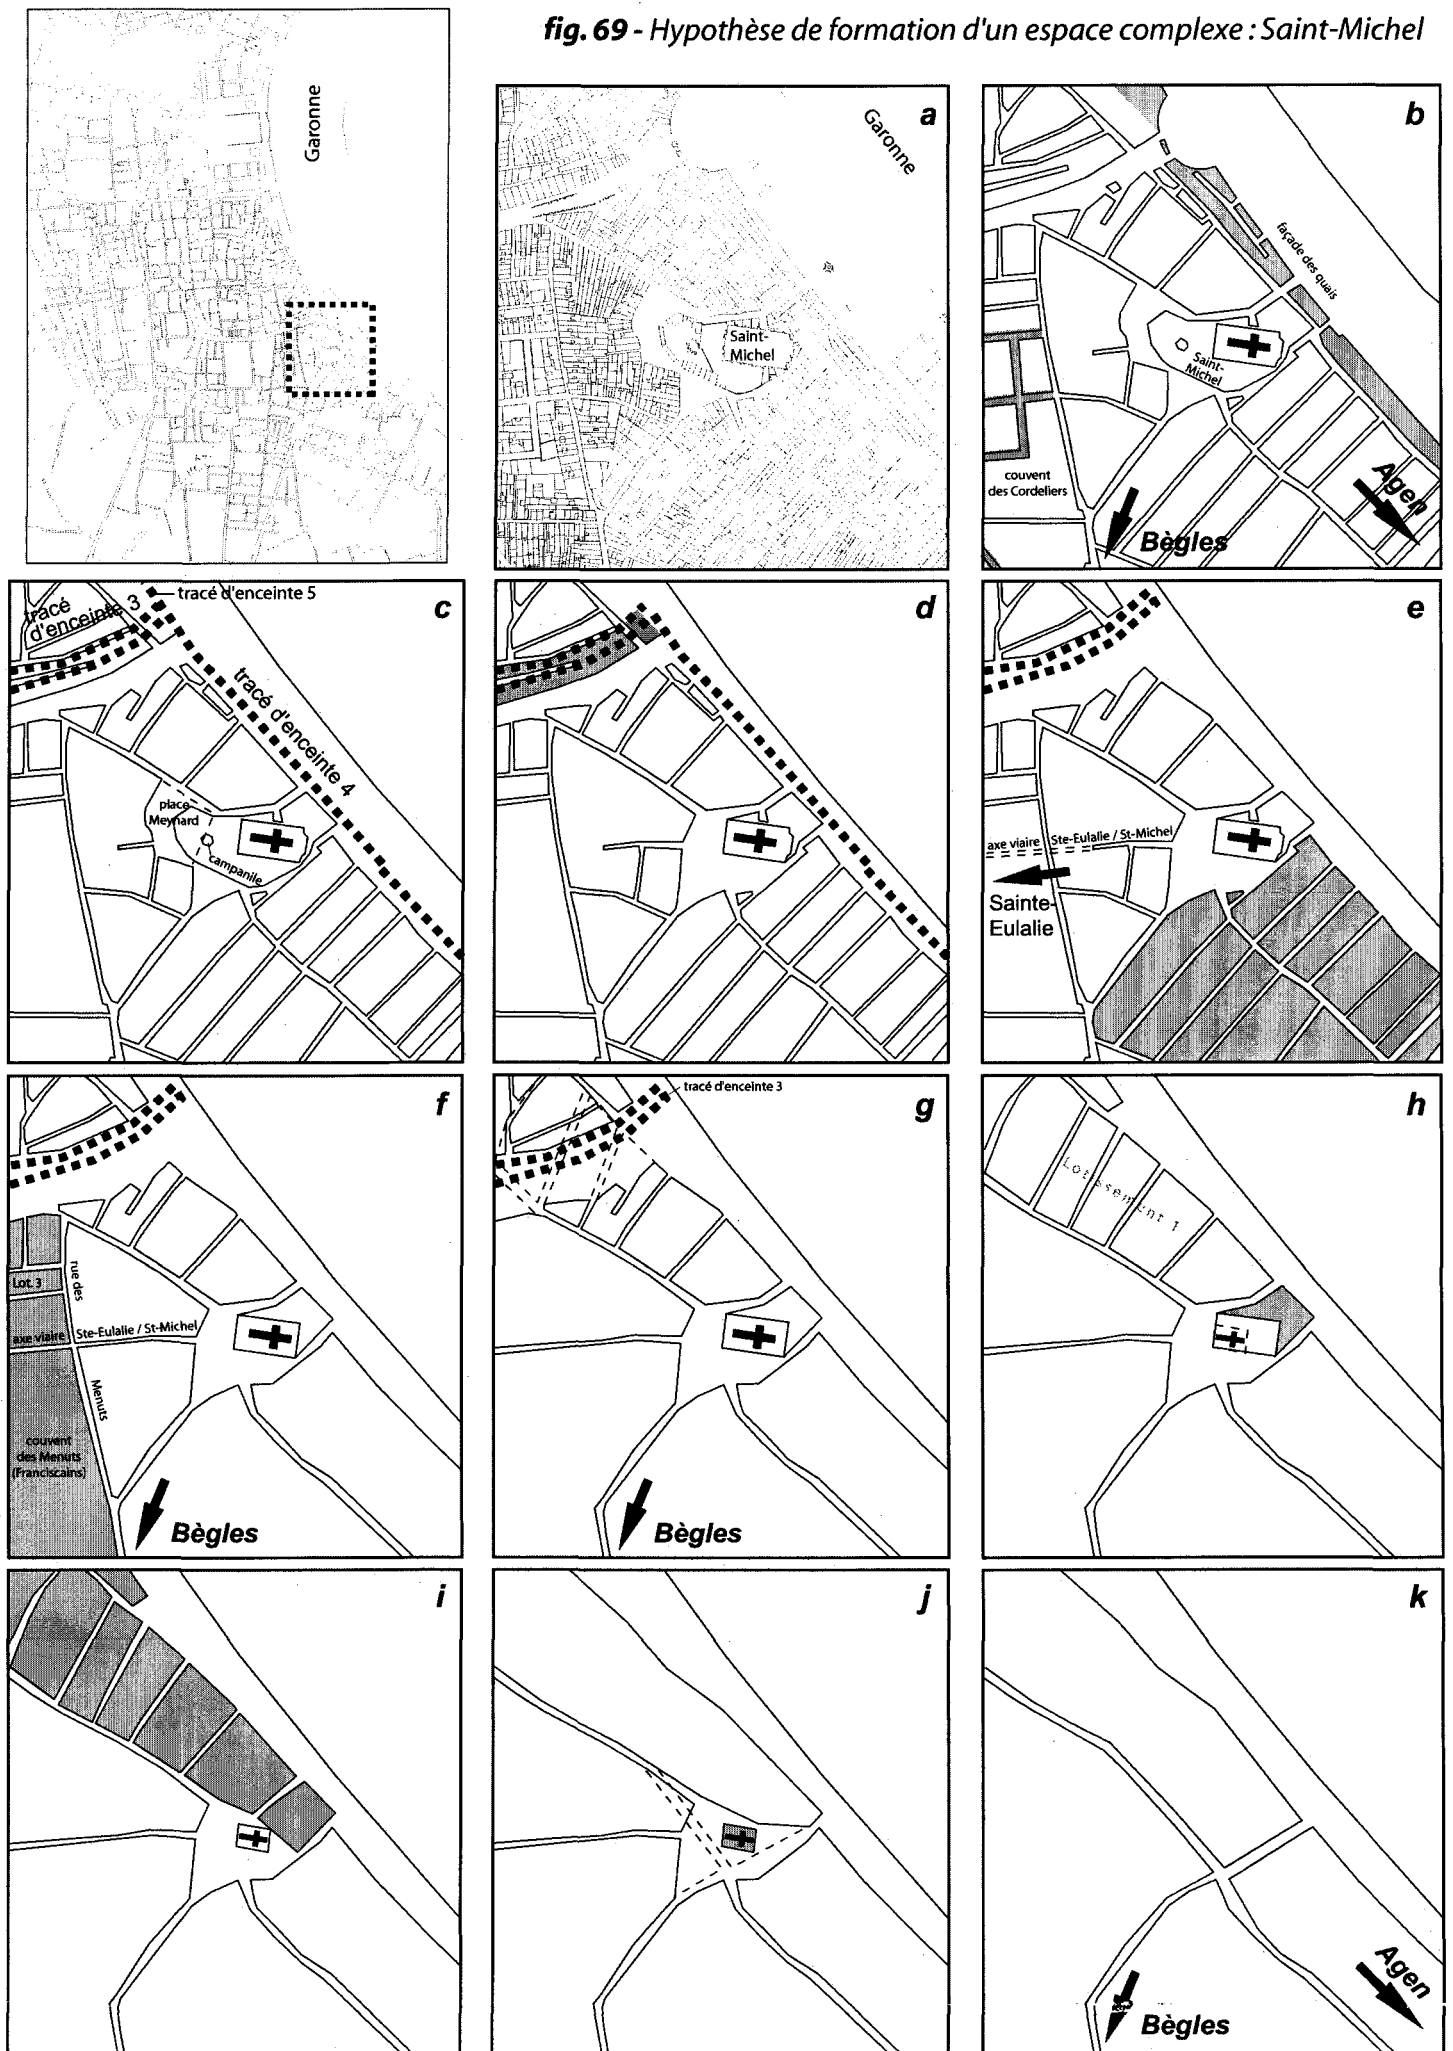 fig. 69 - Hypothèse de formation d'un espace complexe : Saint-Michel
Garonne
a
Garonne
Saint-
Michel
b
façade des quais
Saint-
Michel
couvent
des Cordeliers
Agen
Bègles
c
tracé d'enceinte 5
tracé
d'enceinte 3
tracé d'enceinte 4
place
Meynard
campanile
d
e
axe viaire Ste-Eulalie / St-Michel
Sainte-
Eulalie
f
Lot. 3
rue des
axe viaire Ste-Eulalie / St-Michel
Menuts
couvent
des Menuts
(Franciscains)
Bègles
g
tracé d'enceinte 3
Bègles
h
Lotissement 1
i
j
k
Agen
Bègles